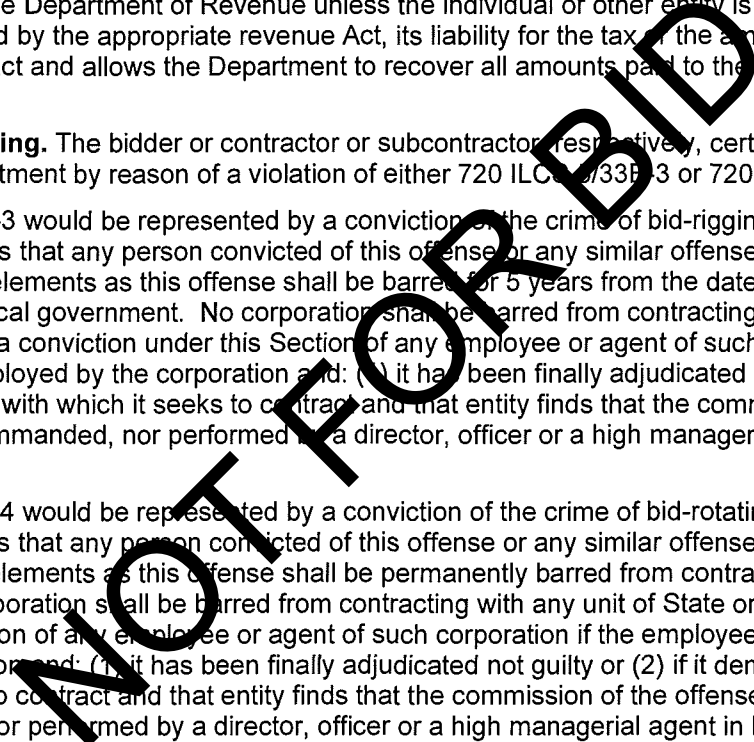 e Department of Revenue unless the individual or other entity is
d by the appropriate revenue Act, its liability for the tax or the am
ct and allows the Department to recover all amounts paid to the
ing. The bidder or contractor or subcontractor, respectively, cert
tment by reason of a violation of either 720 ILCS 5/33E-3 or 720
-3 would be represented by a conviction of the crime of bid-riggin
s that any person convicted of this offense or any similar offense
elements as this offense shall be barred for 5 years from the date
cal government. No corporation shall be barred from contracting
a conviction under this Section of any employee or agent of such
ployed by the corporation and: (1) it has been finally adjudicated
with which it seeks to contract and that entity finds that the comm
mmanded, nor performed by a director, officer or a high manager
4 would be represented by a conviction of the crime of bid-rotatin
s that any person convicted of this offense or any similar offense
elements as this offense shall be permanently barred from contra
poration shall be barred from contracting with any unit of State or
on of any employee or agent of such corporation if the employee
on and: (1) it has been finally adjudicated not guilty or (2) if it dem
o contract and that entity finds that the commission of the offense
or performed by a director, officer or a high managerial agent in
NOT FOR BID